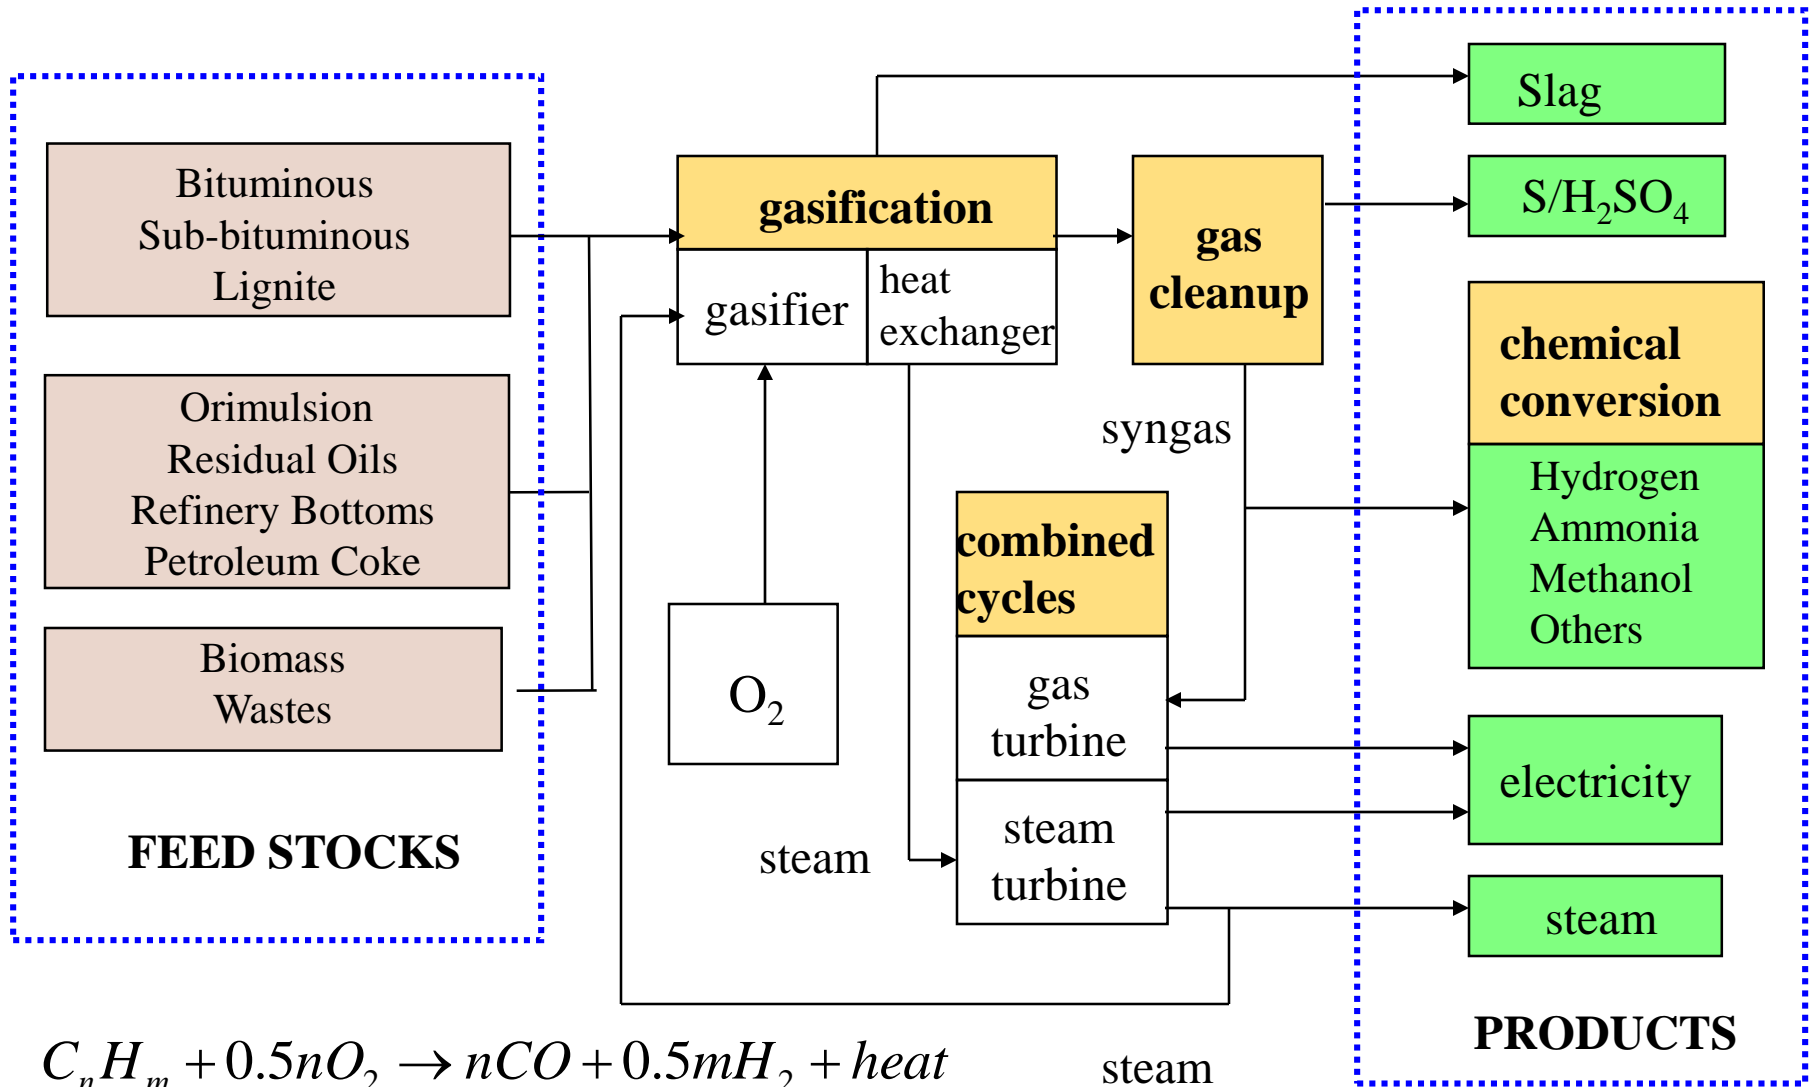 Bituminous
Sub-bituminous
Lignite
Orimulsion
Residual Oils
Refinery Bottoms
Petroleum Coke
Biomass
Wastes
FEED STOCKS
gasification
gasifier
heat
exchanger
O₂
gas
cleanup
syngas
combined
cycles
gas
turbine
steam
turbine
steam
Slag
S/H₂SO₄
chemical
conversion
Hydrogen
Ammonia
Methanol
Others
electricity
steam
PRODUCTS
CₙHₘ + 0.5nO₂ → nCO + 0.5mH₂ + heat
steam